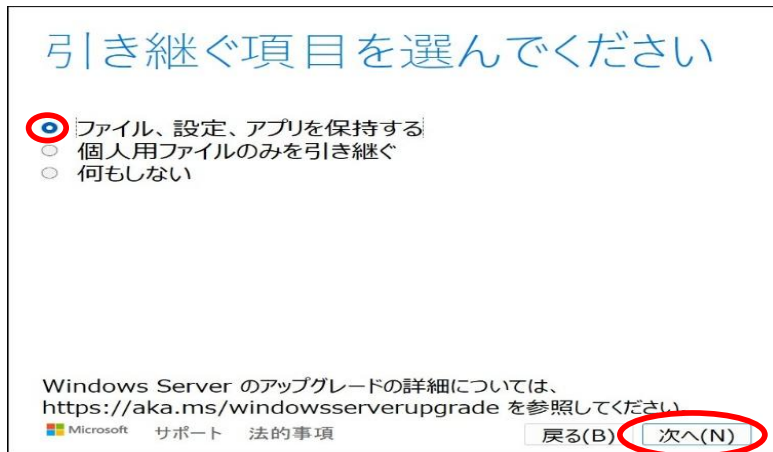 引き継ぐ項目を選んでください
ファイル、設定、アプリを保持する
個人用ファイルのみを引き継ぐ
何もしない
Windows Server のアップグレードの詳細については、
https://aka.ms/windowsserverupgrade を参照してください。
Microsoft サポート 法的事項 戻る(B) 次へ(N)